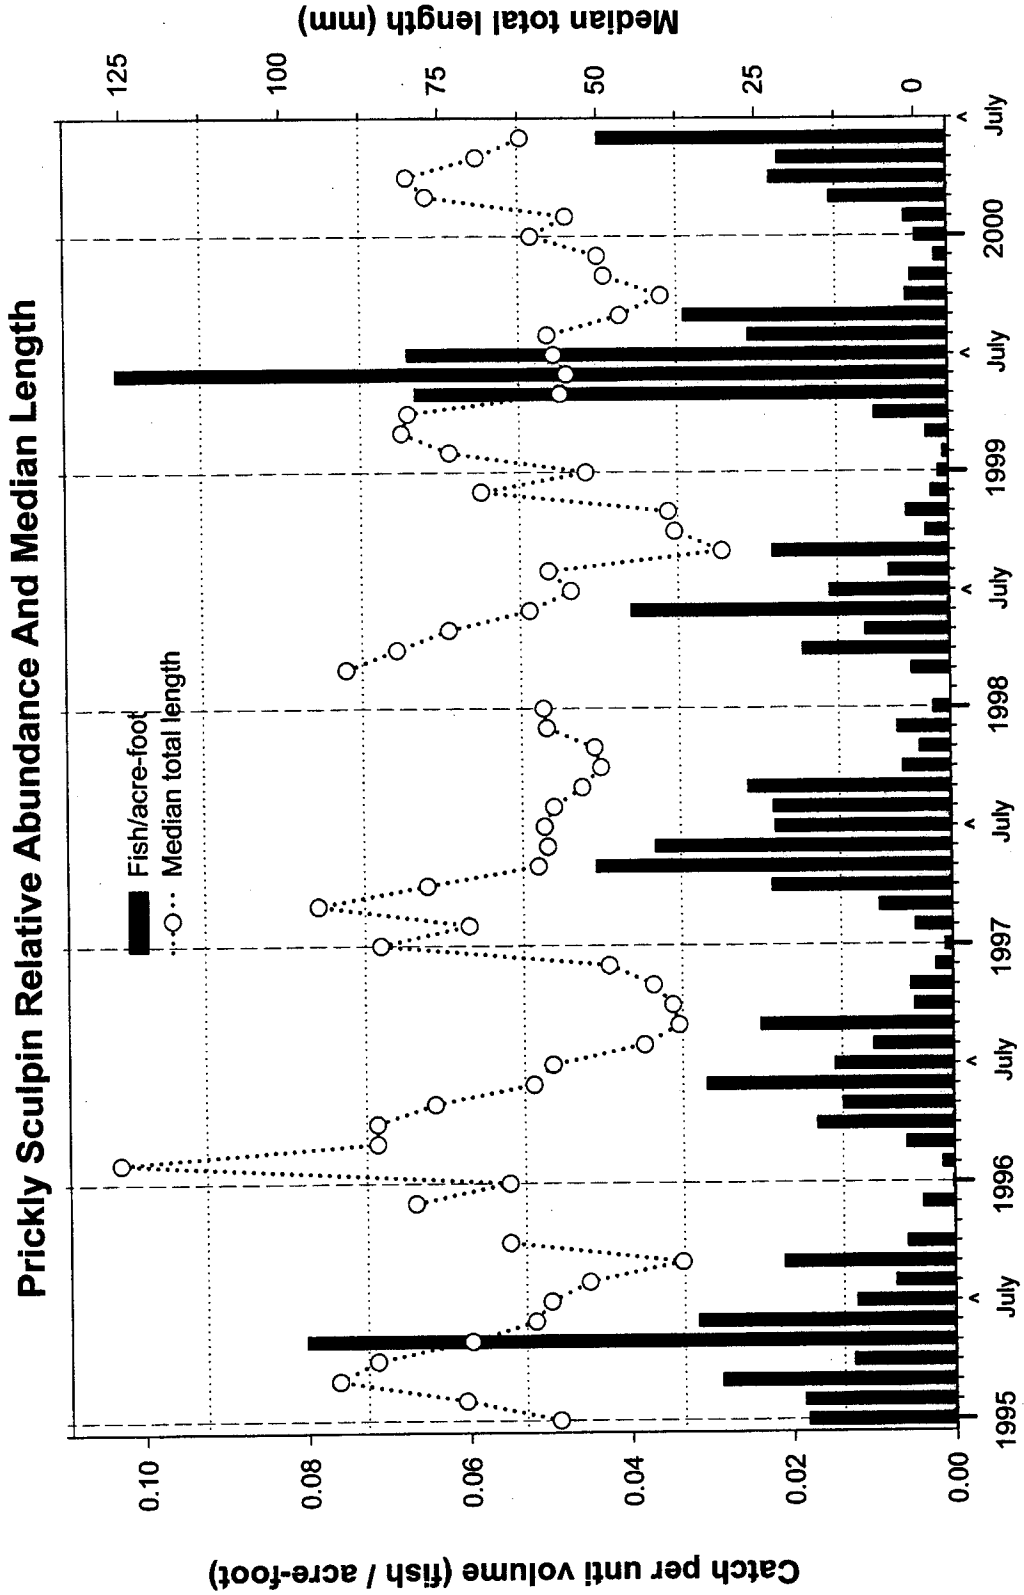 Prickly Sculpin Relative Abundance And Median Length
Fish/acre-foot
Median total length
Catch per unti volume (fish / acre-foot)
0.10
0.08
0.06
0.04
0.02
0.00
Median total length (mm)
125
100
75
50
25
0
1995
^
July
1996
^
July
1997
^
July
1998
^
July
1999
^
July
2000
^
July